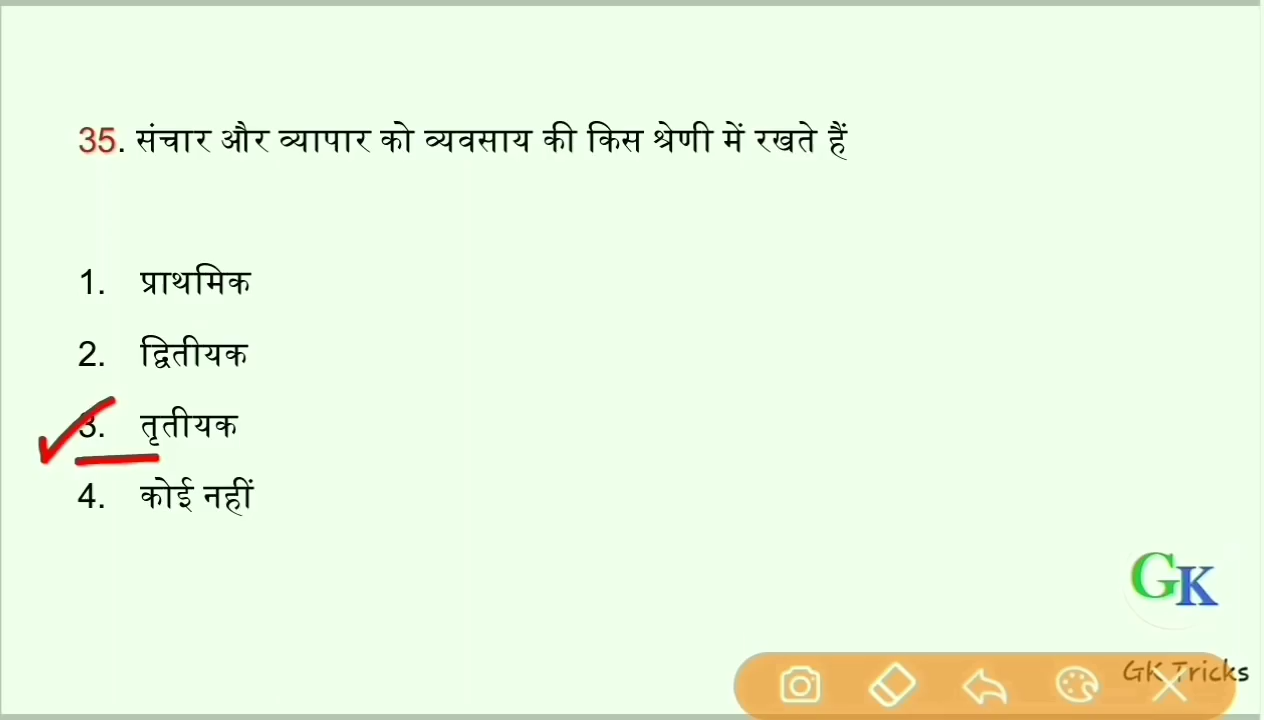 35. संचार और व्यापार को व्यवसाय की किस श्रेणी में रखते हैं
1. प्राथमिक
2. द्वितीयक
3. तृतीयक
4. कोई नहीं
GK
GK Tricks